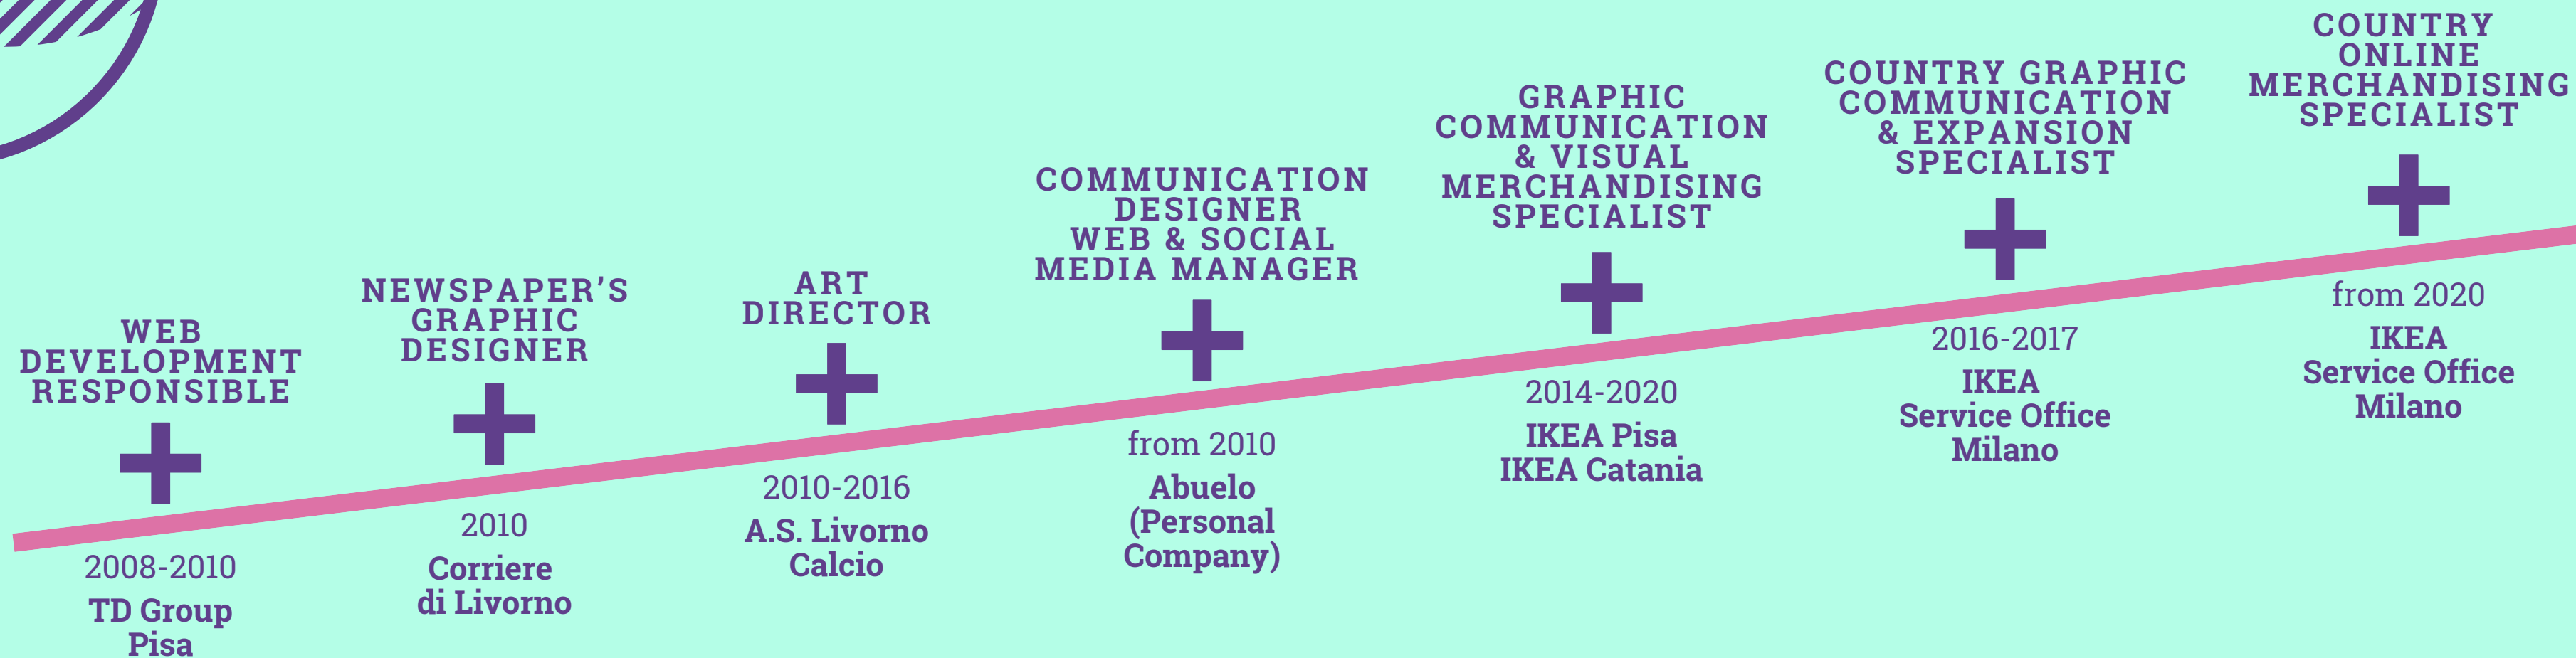 WEB
DEVELOPMENT
RESPONSIBLE
2008-2010
TD Group
Pisa
NEWSPAPER’S
GRAPHIC
DESIGNER
2010
Corriere
di Livorno
ART
DIRECTOR
2010-2016
A.S. Livorno
Calcio
COMMUNICATION
DESIGNER
WEB & SOCIAL
MEDIA MANAGER
from 2010
Abuelo
(Personal
Company)
GRAPHIC
COMMUNICATION
& VISUAL
MERCHANDISING
SPECIALIST
2014-2020
IKEA Pisa
IKEA Catania
COUNTRY GRAPHIC
COMMUNICATION
& EXPANSION
SPECIALIST
2016-2017
IKEA
Service Office
Milano
COUNTRY
ONLINE
MERCHANDISING
SPECIALIST
from 2020
IKEA
Service Office
Milano